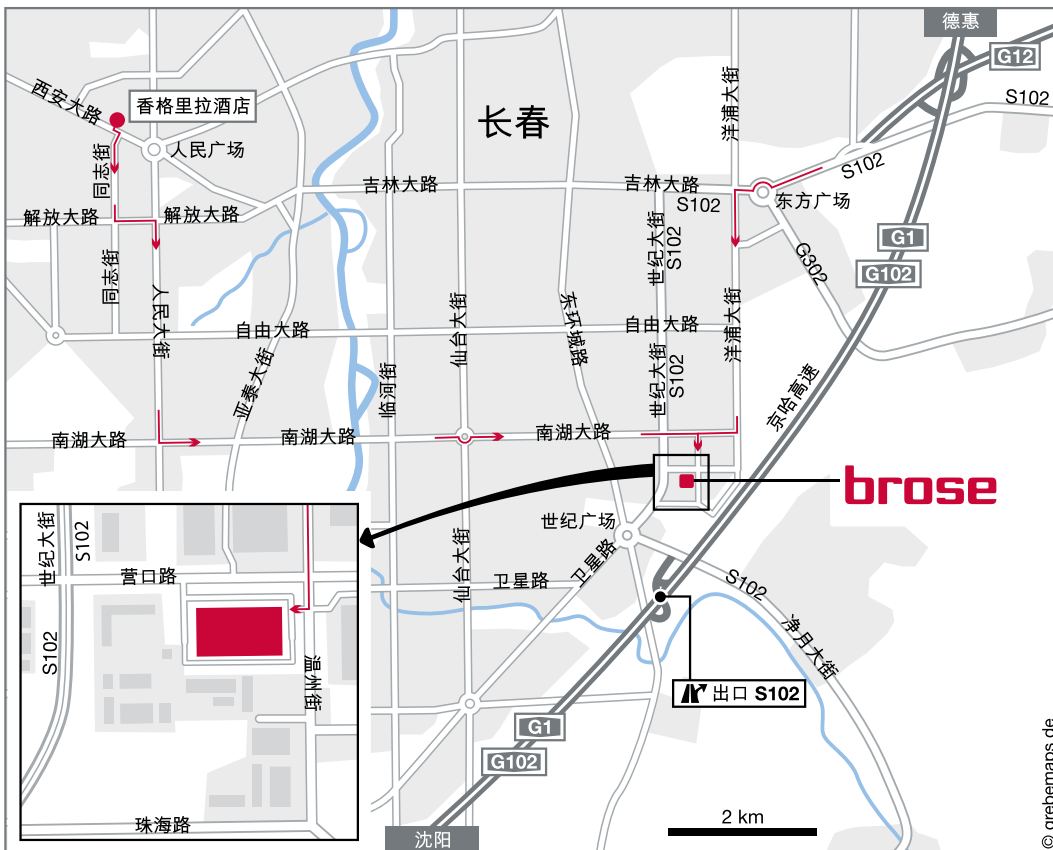 德惠
G12
西安大路
香格里拉酒店
长春
洋浦大街
S102
人民广场
同志街
S102
吉林大路
吉林大路
S102
东方广场
解放大路
解放大路
世纪大街
S102
G1
G302
G102
同志街
人民大街
仙台大街
东环城路
洋浦大街
自由大路
自由大路
亚泰大街
临河街
世纪大街
S102
京哈高速
南湖大路
南湖大路
南湖大路
brose
世纪大街
S102
世纪广场
仙台大街
营口路
卫星路
卫星路
S102
净月大街
S102
温州街
出口 S102
G1
G102
珠海路
2 km
沈阳
© grebemaps.de